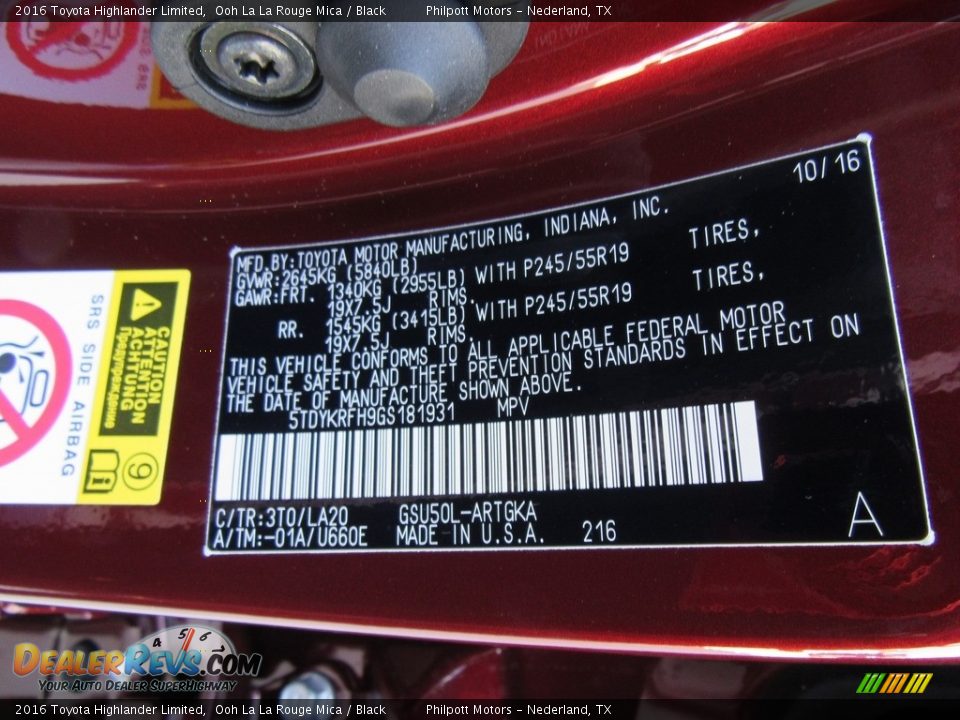 2016 Toyota Highlander Limited, Ooh La La Rouge Mica / Black Philpott Motors - Nederland, TX
10/16
MFD.BY:TOYOTA MOTOR MANUFACTURING, INDIANA, INC.
GVWR:2645KG (5840LB)
GAWR:FRT. 1340KG (2955LB) WITH P245/55R19 TIRES,
19X7.5J RIMS.
RR. 1545KG (3415LB) WITH P245/55R19 TIRES,
19X7.5J RIMS.
THIS VEHICLE CONFORMS TO ALL APPLICABLE FEDERAL MOTOR
VEHICLE SAFETY AND THEFT PREVENTION STANDARDS IN EFFECT ON
THE DATE OF MANUFACTURE SHOWN ABOVE.
5TDYKRFH9GS181931 MPV
C/TR:3T0/LA20 GSU50L-ARTGKA
A/TM:-01A/U660E MADE IN U.S.A. 216
A
CAUTION
ATTENTION
ACHTUNG
Предупреждение
SRS SIDE AIRBAG
9
i
4 5 6
DEALERREVS.COM
YOUR AUTO DEALER SUPERHIGHWAY
2016 Toyota Highlander Limited, Ooh La La Rouge Mica / Black Philpott Motors - Nederland, TX